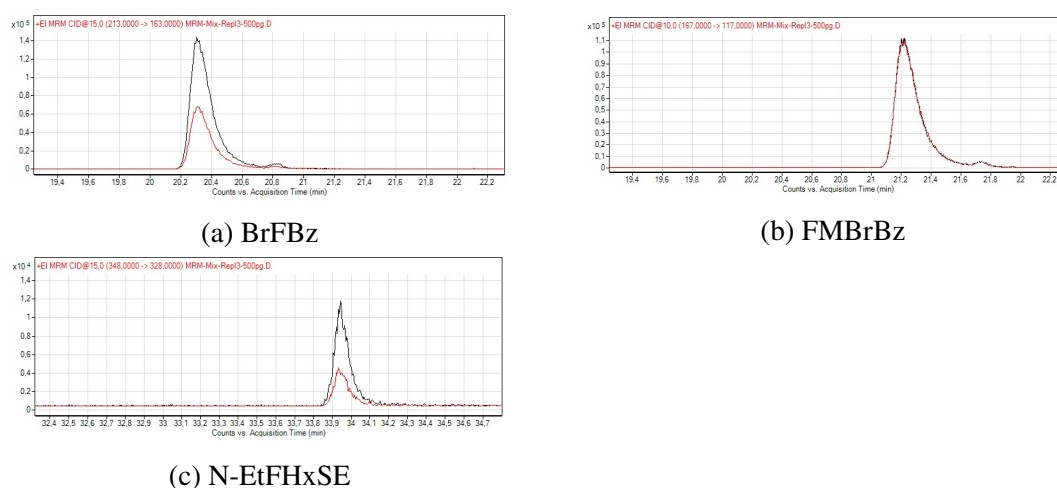 x10 5 +EI MRM CID@15,0 (213,0000 -> 163,0000) MRM-Mix-Repl3-500pg.D
1,4
1,2
1
0,8
0,6
0,4
0,2
0
19,4 19,6 19,8 20 20,2 20,4 20,6 20,8 21 21,2 21,4 21,6 21,8 22 22,2
Counts vs. Acquisition Time (min)
(a) BrFBz
x10 5 +EI MRM CID@10,0 (167,0000 -> 117,0000) MRM-Mix-Repl3-500pg.D
1,1
1
0,9
0,8
0,7
0,6
0,5
0,4
0,3
0,2
0,1
0
19,4 19,6 19,8 20 20,2 20,4 20,6 20,8 21 21,2 21,4 21,6 21,8 22 22,2
Counts vs. Acquisition Time (min)
(b) FMBrBz
x10 4 +EI MRM CID@15,0 (348,0000 -> 328,0000) MRM-Mix-Repl3-500pg.D
1,4
1,2
1
0,8
0,6
0,4
0,2
0
32,4 32,5 32,6 32,7 32,8 32,9 33 33,1 33,2 33,3 33,4 33,5 33,6 33,7 33,8 33,9 34 34,1 34,2 34,3 34,4 34,5 34,6 34,7
Counts vs. Acquisition Time (min)
(c) N-EtFHxSE